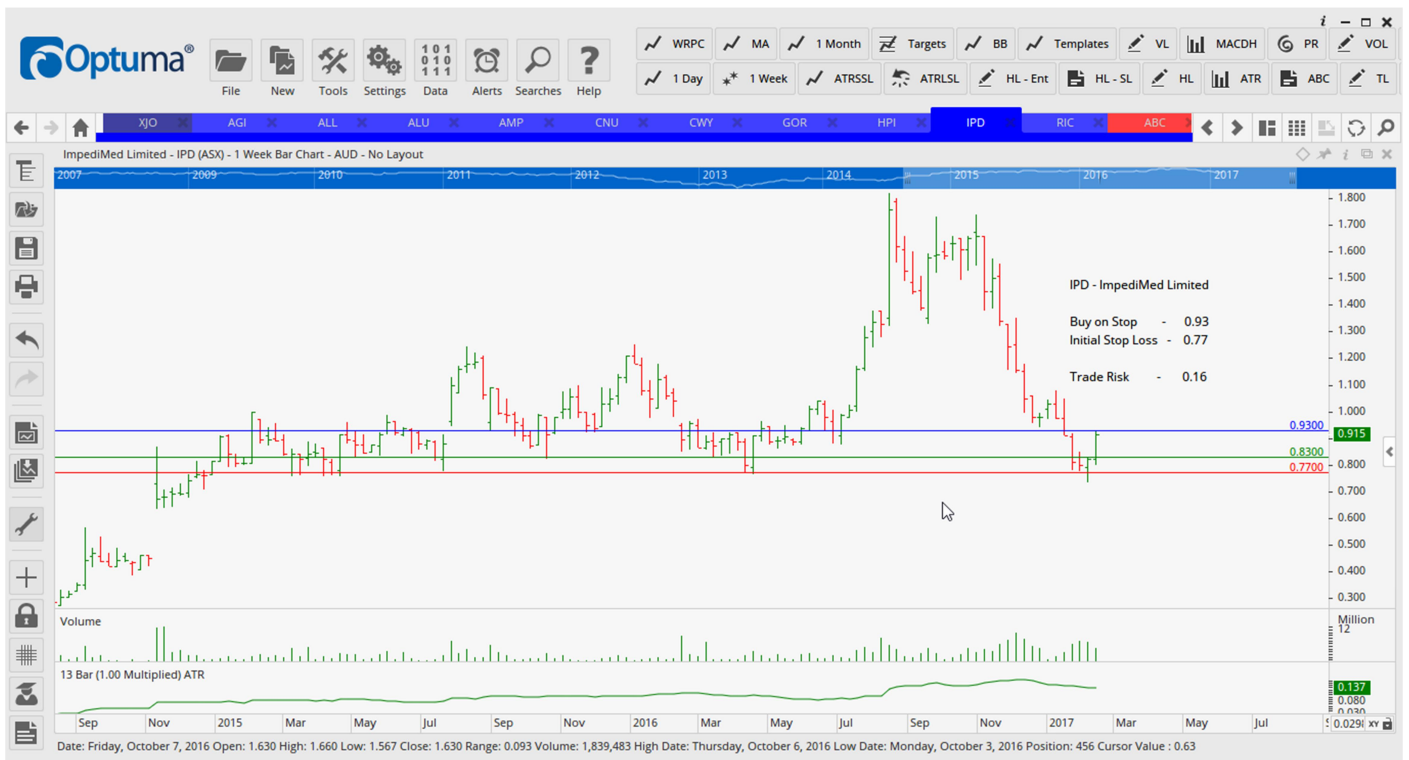 i
Optuma®
File
New
Tools
Settings
101
010
111
Data
Alerts
Searches
?
Help
WRPC
MA
1 Month
Targets
BB
Templates
VL
MACDH
PR
VOL
1 Day
1 Week
ATRSSL
ATRLSL
HL - Ent
HL - SL
HL
ATR
ABC
TL
XJO
AGI
ALL
ALU
AMP
CNU
CWY
GOR
HPI
IPD
RIC
ABC
ImpediMed Limited - IPD (ASX) - 1 Week Bar Chart - AUD - No Layout
2007 2009 2010 2011 2012 2013 2014 2015 2016 2017
1.800
1.700
1.600
1.500
1.400
1.300
1.200
1.100
1.000
0.915
0.800
0.700
0.600
0.500
0.400
0.300
IPD - ImpediMed Limited
Buy on Stop - 0.93
Initial Stop Loss - 0.77
Trade Risk - 0.16
0.9300
0.8300
0.7700
Volume
Million
12
13 Bar (1.00 Multiplied) ATR
0.137
0.080
0.030
Sep Nov 2015 Mar May Jul Sep Nov 2016 Mar May Jul Sep Nov 2017 Mar May Jul
XY
Date: Friday, October 7, 2016 Open: 1.630 High: 1.660 Low: 1.567 Close: 1.630 Range: 0.093 Volume: 1,839,483 High Date: Thursday, October 6, 2016 Low Date: Monday, October 3, 2016 Position: 456 Cursor Value : 0.63